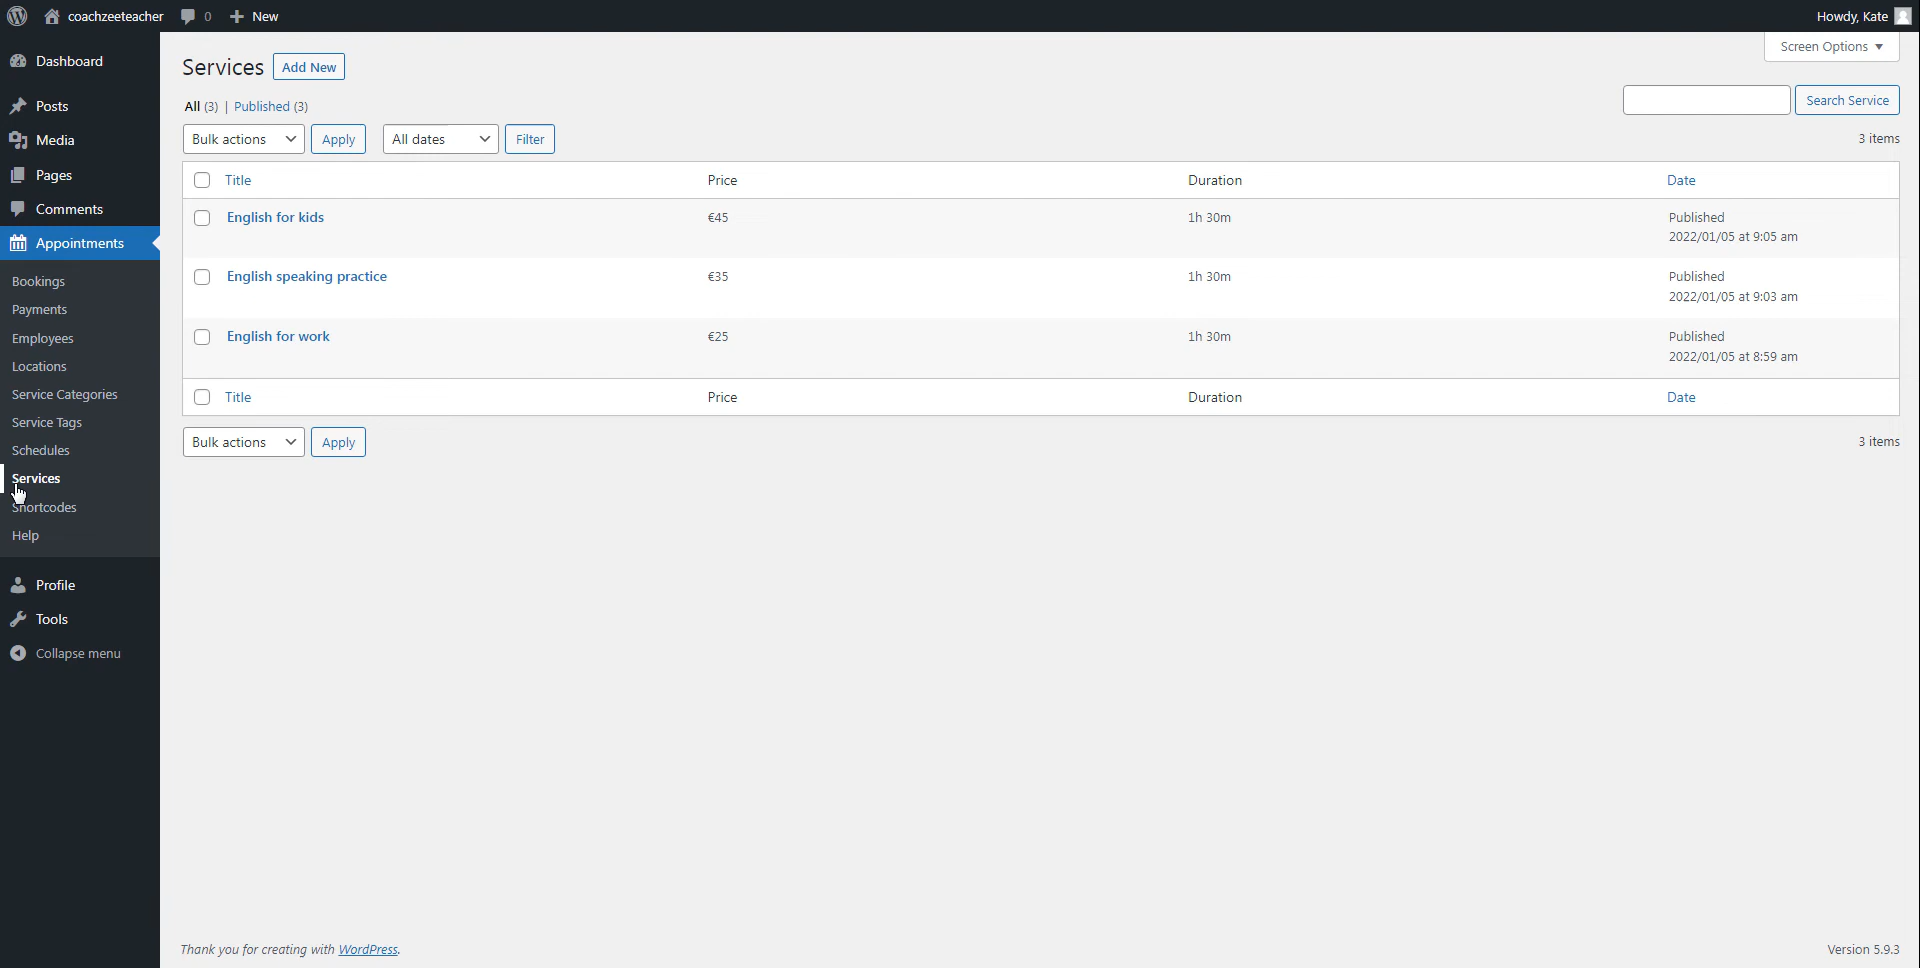 coachzeeteacher 0 New Howdy, Kate
Dashboard
Posts
Media
Pages
Comments
Appointments
Bookings
Payments
Employees
Locations
Service Categories
Service Tags
Schedules
Services
Shortcodes
Help
Profile
Tools
Collapse menu
Screen Options
Services Add New
All (3) | Published (3)
Search Service
Bulk actions Apply All dates Filter 3 items
Title Price Duration Date
English for kids €45 1h 30m Published
2022/01/05 at 9:05 am
English speaking practice €35 1h 30m Published
2022/01/05 at 9:03 am
English for work €25 1h 30m Published
2022/01/05 at 8:59 am
Title Price Duration Date
Bulk actions Apply 3 items
Thank you for creating with WordPress. Version 5.9.3